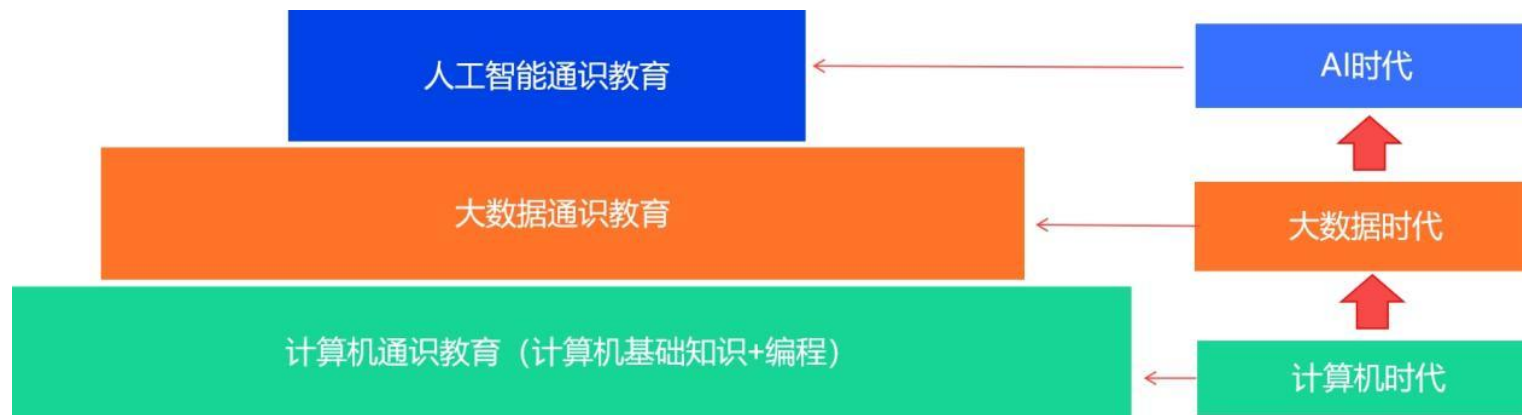 人工智能通识教育
AI时代
大数据通识教育
大数据时代
计算机通识教育（计算机基础知识+编程）
计算机时代